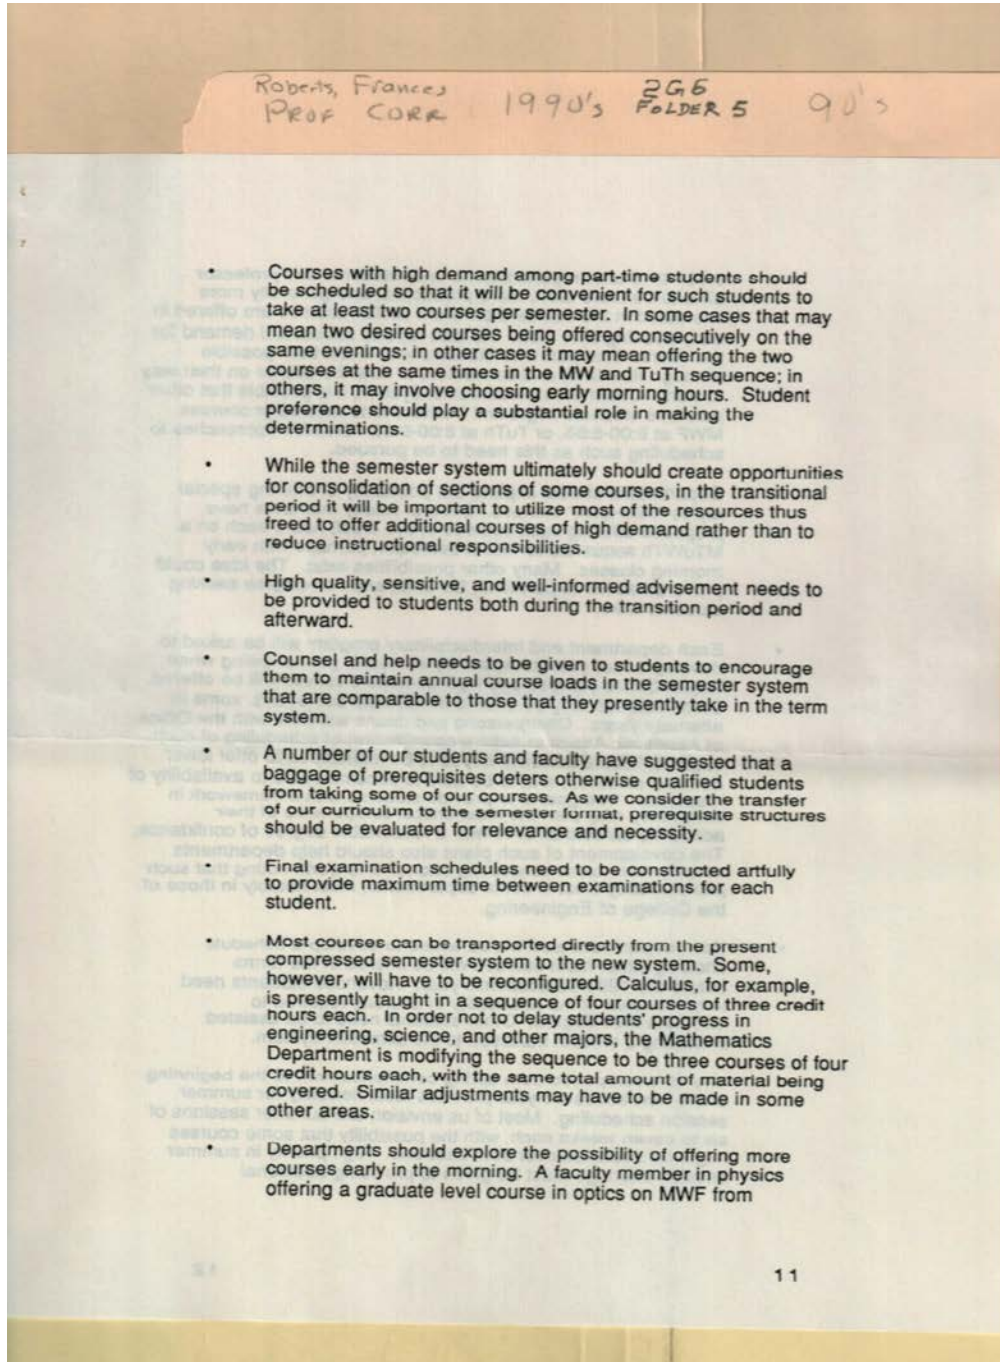 Roberts, Frances 1990's 2G6 90's
PROF CORR FOLDER 5
• Courses with high demand among part-time students should
be scheduled so that it will be convenient for such students to
take at least two courses per semester. In some cases that may
mean two desired courses being offered consecutively on the
same evenings; in other cases it may mean offering the two
courses at the same times in the MW and TuTh sequence; in
others, it may involve choosing early morning hours. Student
preference should play a substantial role in making the
determinations.
• While the semester system ultimately should create opportunities
for consolidation of sections of some courses, in the transitional
period it will be important to utilize most of the resources thus
freed to offer additional courses of high demand rather than to
reduce instructional responsibilities.
• High quality, sensitive, and well-informed advisement needs to
be provided to students both during the transition period and
afterward.
• Counsel and help needs to be given to students to encourage
them to maintain annual course loads in the semester system
that are comparable to those that they presently take in the term
system.
• A number of our students and faculty have suggested that a
baggage of prerequisites deters otherwise qualified students
from taking some of our courses. As we consider the transfer
of our curriculum to the semester format, prerequisite structures
should be evaluated for relevance and necessity.
• Final examination schedules need to be constructed artfully
to provide maximum time between examinations for each
student.
• Most courses can be transported directly from the present
compressed semester system to the new system. Some,
however, will have to be reconfigured. Calculus, for example,
is presently taught in a sequence of four courses of three credit
hours each. In order not to delay students' progress in
engineering, science, and other majors, the Mathematics
Department is modifying the sequence to be three courses of four
credit hours each, with the same total amount of material being
covered. Similar adjustments may have to be made in some
other areas.
• Departments should explore the possibility of offering more
courses early in the morning. A faculty member in physics
offering a graduate level course in optics on MWF from
11